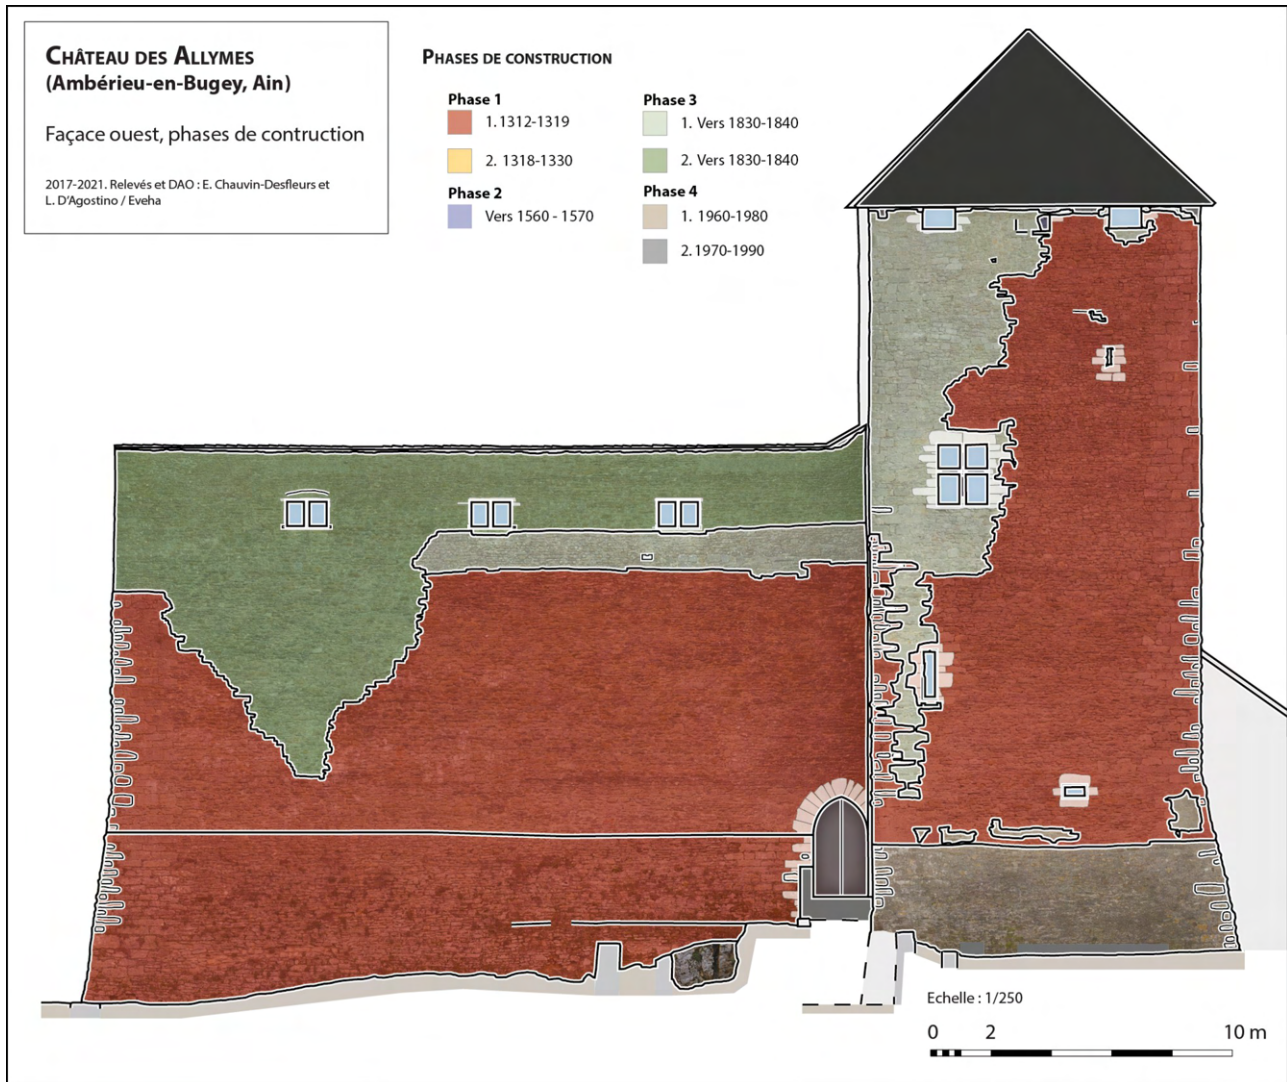 CHÂTEAU DES ALLYMES
(Ambérieu-en-Bugey, Ain)
Façace ouest, phases de contruction
2017-2021. Relevés et DAO : E. Chauvin-Desfleurs et
L. D'Agostino / Eveha
PHASES DE CONSTRUCTION
Phase 1
1. 1312-1319
2. 1318-1330
Phase 2
Vers 1560 - 1570
Phase 3
1. Vers 1830-1840
2. Vers 1830-1840
Phase 4
1. 1960-1980
2. 1970-1990
Echelle : 1/250
0 2 10 m